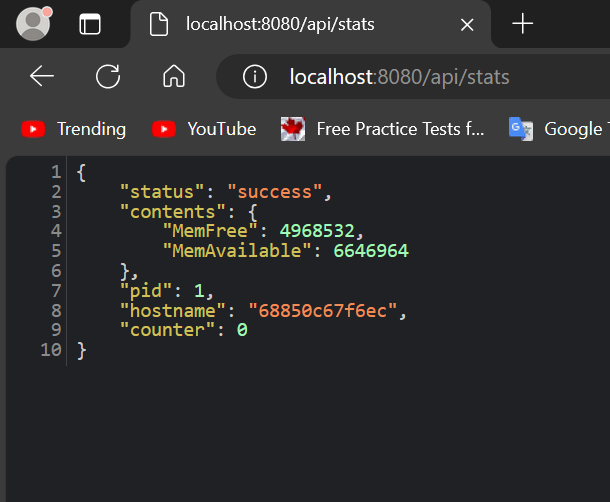 localhost:8080/api/stats
localhost:8080/api/stats
Trending YouTube Free Practice Tests f... Google
1 {
2 "status": "success",
3 "contents": {
4 "MemFree": 4968532,
5 "MemAvailable": 6646964
6 },
7 "pid": 1,
8 "hostname": "68850c67f6ec",
9 "counter": 0
10 }